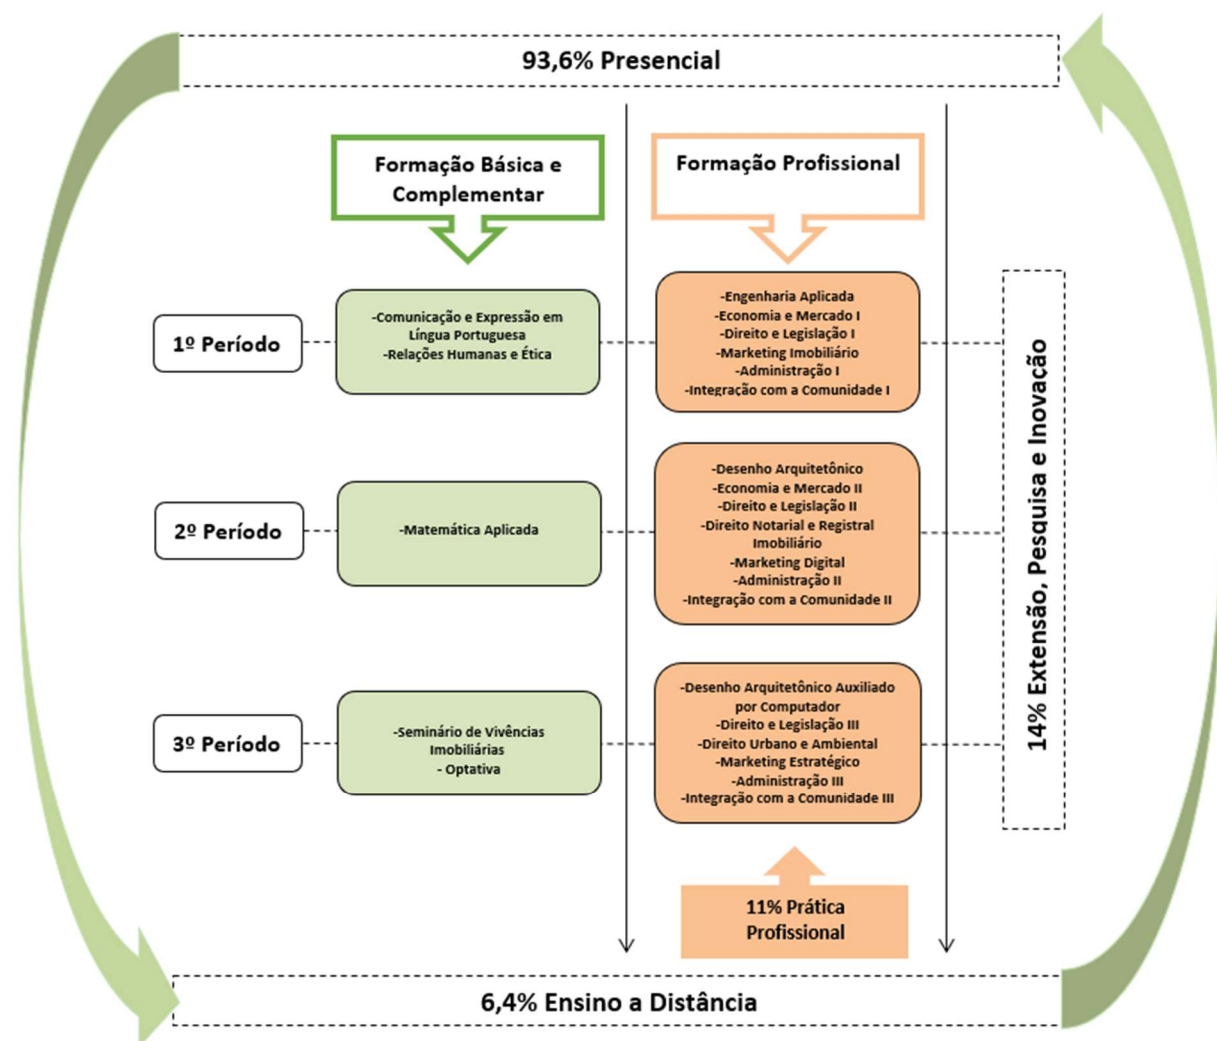 93,6% Presencial
Formação Básica e
Complementar
Formação Profissional
1º Período
-Comunicação e Expressão em
Língua Portuguesa
-Relações Humanas e Ética
-Engenharia Aplicada
-Economia e Mercado I
-Direito e Legislação I
-Marketing Imobiliário
-Administração I
-Integração com a Comunidade I
2º Período
-Matemática Aplicada
-Desenho Arquitetônico
-Economia e Mercado II
-Direito e Legislação II
-Direito Notarial e Registral
Imobiliário
-Marketing Digital
-Administração II
-Integração com a Comunidade II
3º Período
-Seminário de Vivências
Imobiliárias
- Optativa
-Desenho Arquitetônico Auxiliado
por Computador
-Direito e Legislação III
-Direito Urbano e Ambiental
-Marketing Estratégico
-Administração III
-Integração com a Comunidade III
14% Extensão, Pesquisa e Inovação
11% Prática
Profissional
6,4% Ensino a Distância